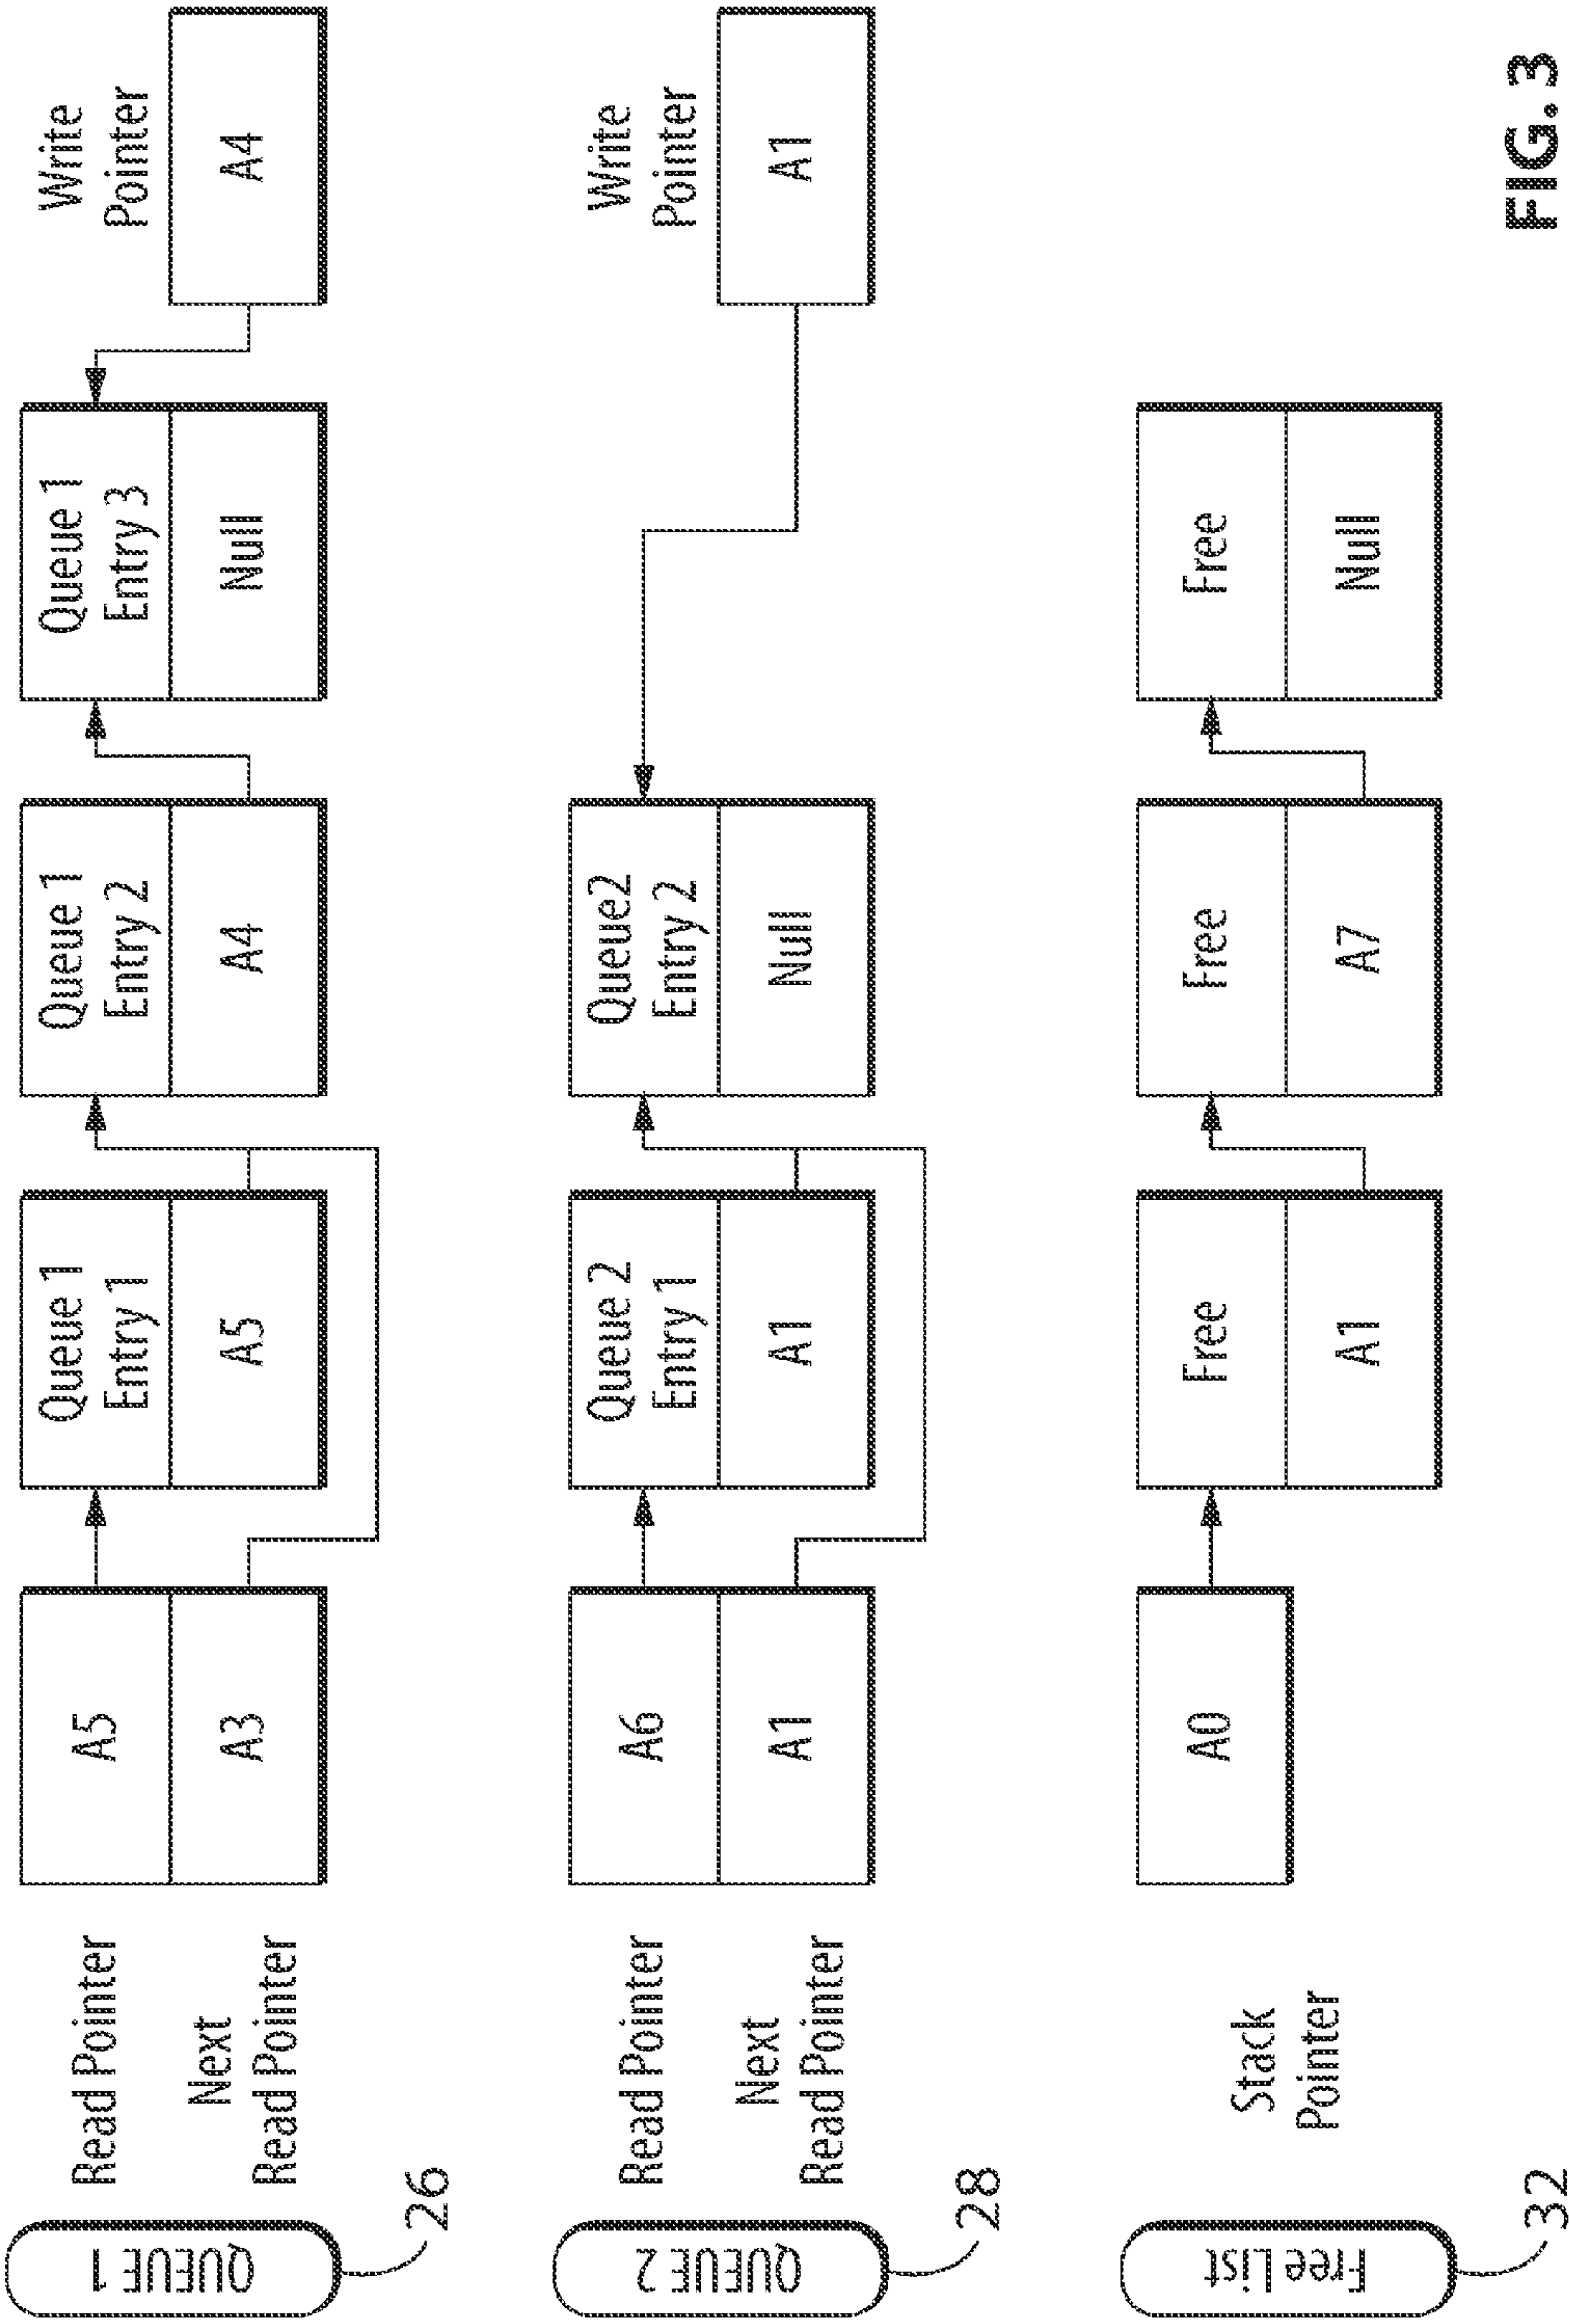 QUEUE 1
26
Read Pointer
Next
Read Pointer
A5
A3
Queue 1
Entry 1
A5
Queue 1
Entry 2
A4
Queue 1
Entry 3
Null
Write
Pointer
A4
QUEUE 2
28
Read Pointer
Next
Read Pointer
A6
A1
Queue 2
Entry 1
A1
Queue2
Entry 2
Null
Write
Pointer
A1
Free List
32
Stack
Pointer
A0
Free
A1
Free
A7
Free
Null
FIG. 3